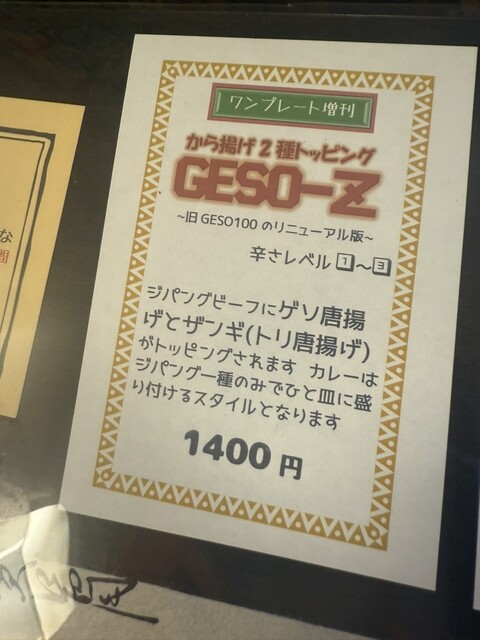 ワンプレート増刊
から揚げ2種トッピング
GESO-Z
~旧GESO100のリニューアル版~
辛さレベル1～3
ジパングビーフにゲソ唐揚
げとザンギ(トリ唐揚げ)
がトッピングされます カレーは
ジパング一種のみでひと皿に盛
り付けるスタイルとなります
1400円
な
間